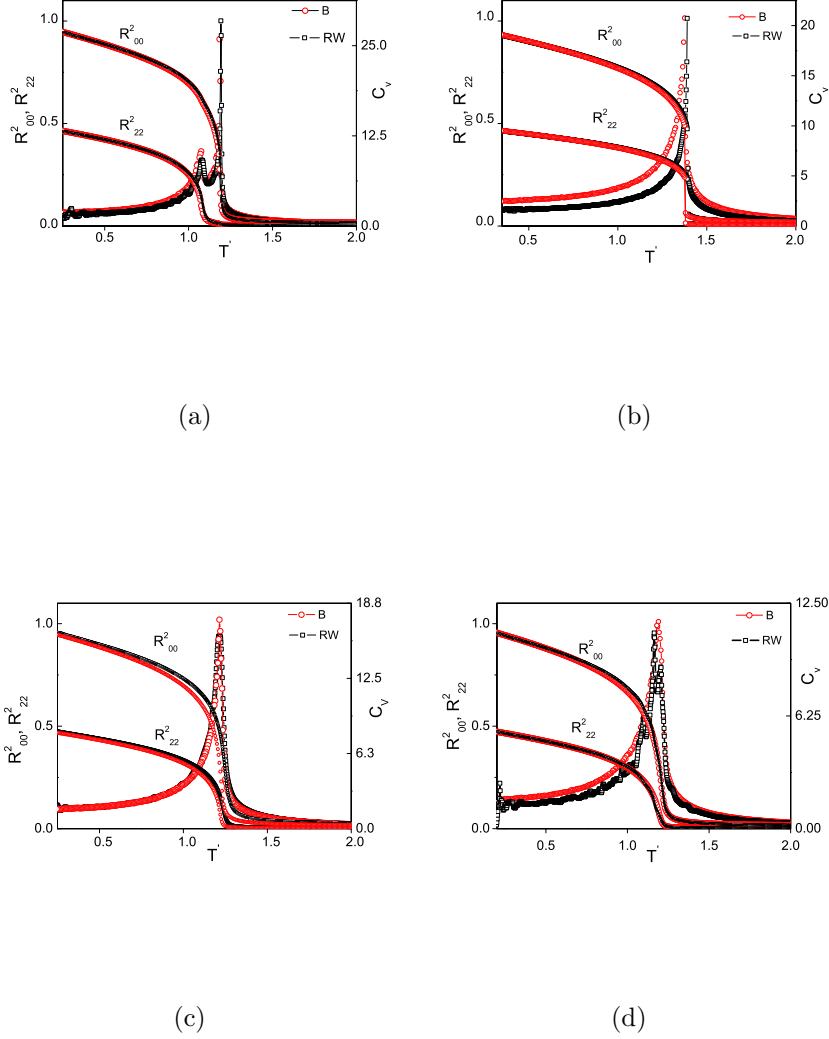 1.0
0.5
0.0
R²₀₀, R²₂₂
R²₀₀
R²₂₂
B
RW
25.0
12.5
0.0
Cᵥ
0.5 1.0 1.5 2.0
T'
(a)
1.0
0.5
0.0
R²₀₀, R²₂₂
R²₀₀
R²₂₂
B
RW
20
15
10
5
0
Cᵥ
0.5 1.0 1.5 2.0
T'
(b)
1.0
0.5
0.0
R²₀₀, R²₂₂
R²₀₀
R²₂₂
B
RW
18.8
12.5
6.3
0.0
Cᵥ
0.5 1.0 1.5 2.0
T'
(c)
1.0
0.5
0.0
R²₀₀, R²₂₂
R²₀₀
R²₂₂
B
RW
12.50
6.25
0.00
Cᵥ
0.5 1.0 1.5 2.0
T'
(d)